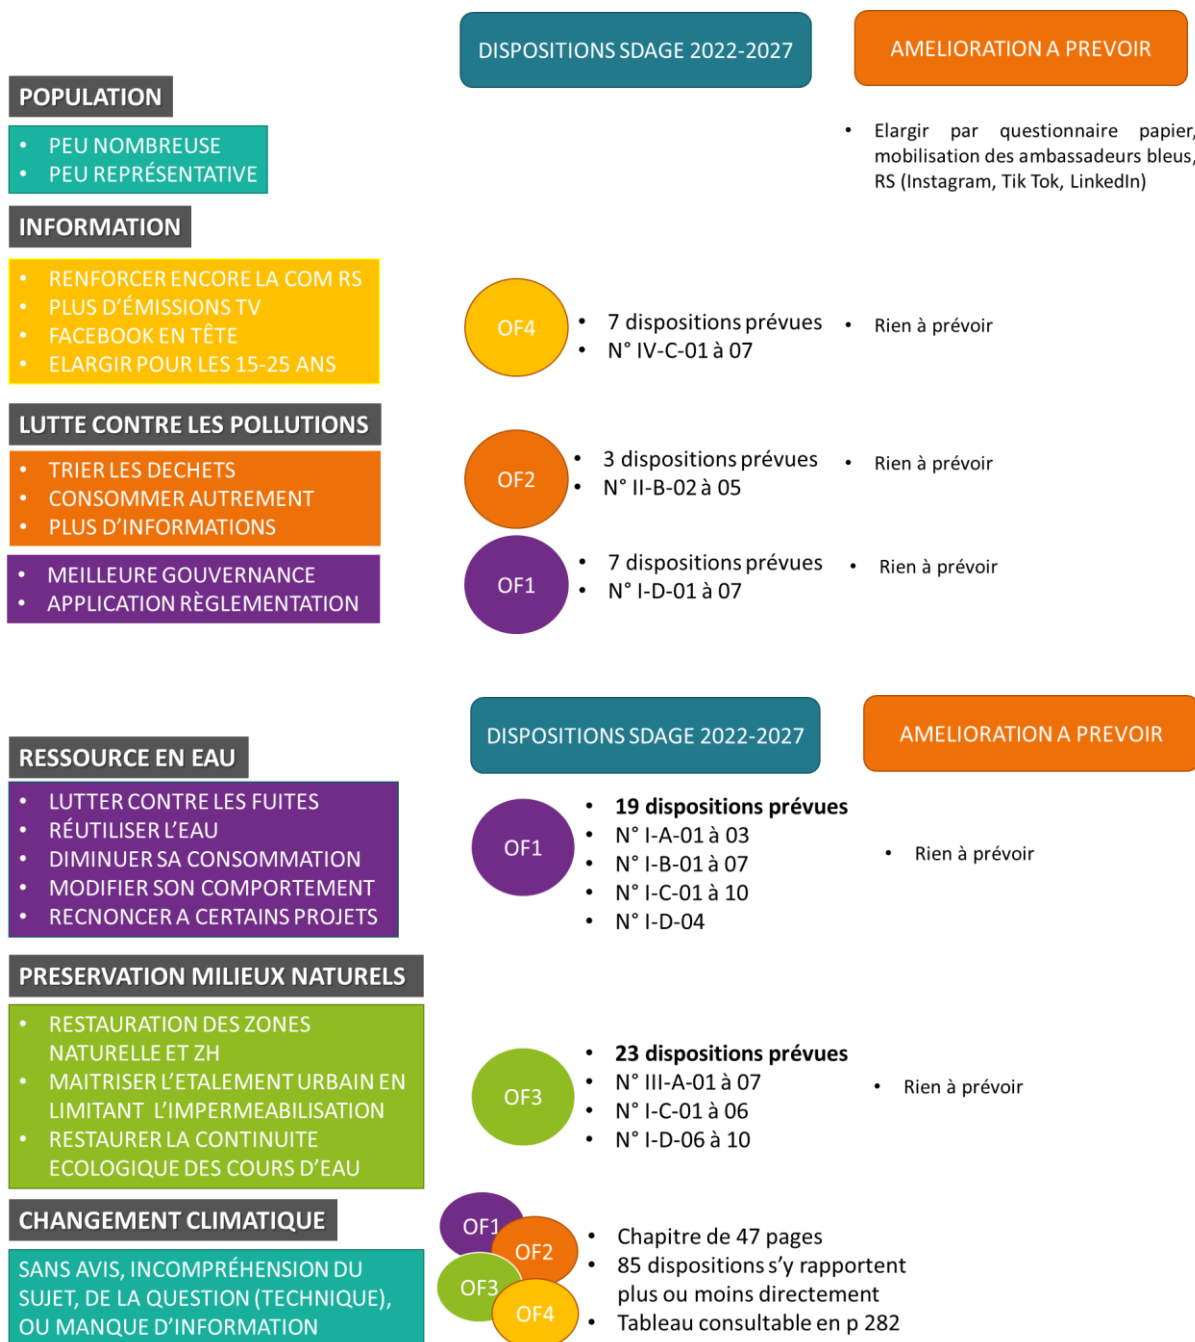 DISPOSITIONS SDAGE 2022-2027
AMELIORATION A PREVOIR
POPULATION
• PEU NOMBREUSE
• PEU REPRÉSENTATIVE
• Elargir par questionnaire papier,
mobilisation des ambassadeurs bleus,
RS (Instagram, Tik Tok, LinkedIn)
INFORMATION
• RENFORCER ENCORE LA COM RS
• PLUS D'ÉMISSIONS TV
• FACEBOOK EN TÊTE
• ELARGIR POUR LES 15-25 ANS
OF4
• 7 dispositions prévues
• N° IV-C-01 à 07
• Rien à prévoir
LUTTE CONTRE LES POLLUTIONS
• TRIER LES DECHETS
• CONSOMMER AUTREMENT
• PLUS D'INFORMATIONS
OF2
• 3 dispositions prévues
• N° II-B-02 à 05
• Rien à prévoir
• MEILLEURE GOUVERNANCE
• APPLICATION RÈGLEMENTATION
OF1
• 7 dispositions prévues
• N° I-D-01 à 07
• Rien à prévoir
DISPOSITIONS SDAGE 2022-2027
AMELIORATION A PREVOIR
RESSOURCE EN EAU
• LUTTER CONTRE LES FUITES
• RÉUTILISER L'EAU
• DIMINUER SA CONSOMMATION
• MODIFIER SON COMPORTEMENT
• RECNONCER A CERTAINS PROJETS
OF1
• 19 dispositions prévues
• N° I-A-01 à 03
• N° I-B-01 à 07
• N° I-C-01 à 10
• N° I-D-04
• Rien à prévoir
PRESERVATION MILIEUX NATURELS
• RESTAURATION DES ZONES
NATURELLE ET ZH
• MAITRISER L'ETALEMENT URBAIN EN
LIMITANT L'IMPERMEABILISATION
• RESTAURER LA CONTINUITE
ECOLOGIQUE DES COURS D'EAU
OF3
• 23 dispositions prévues
• N° III-A-01 à 07
• N° I-C-01 à 06
• N° I-D-06 à 10
• Rien à prévoir
CHANGEMENT CLIMATIQUE
SANS AVIS, INCOMPRÉHENSION DU
SUJET, DE LA QUESTION (TECHNIQUE),
OU MANQUE D'INFORMATION
OF1
OF2
OF3
OF4
• Chapitre de 47 pages
• 85 dispositions s'y rapportent
plus ou moins directement
• Tableau consultable en p 282